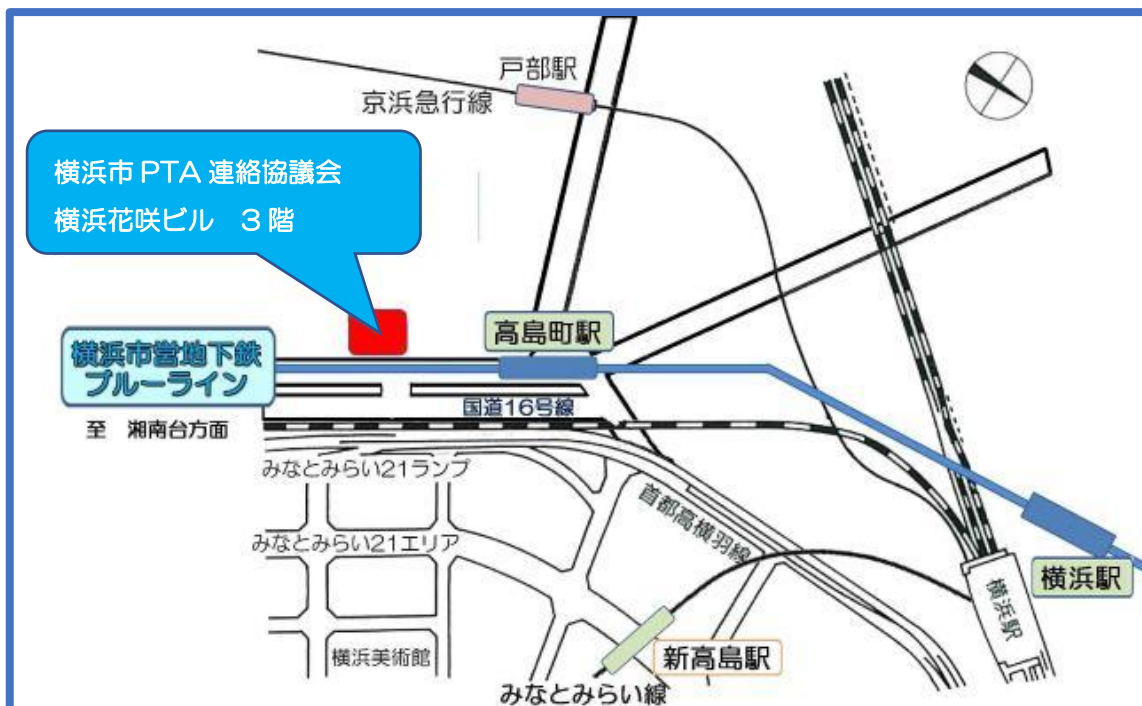 戸部駅
京浜急行線
横浜市 PTA 連絡協議会
横浜花咲ビル 3階
高島町駅
横浜市営地下鉄
ブルーライン
国道16号線
至 湘南台方面
みなとみらい21ランプ
首都高横羽線
みなとみらい21エリア
横浜駅
横浜駅
横浜美術館
新高島駅
みなとみらい線